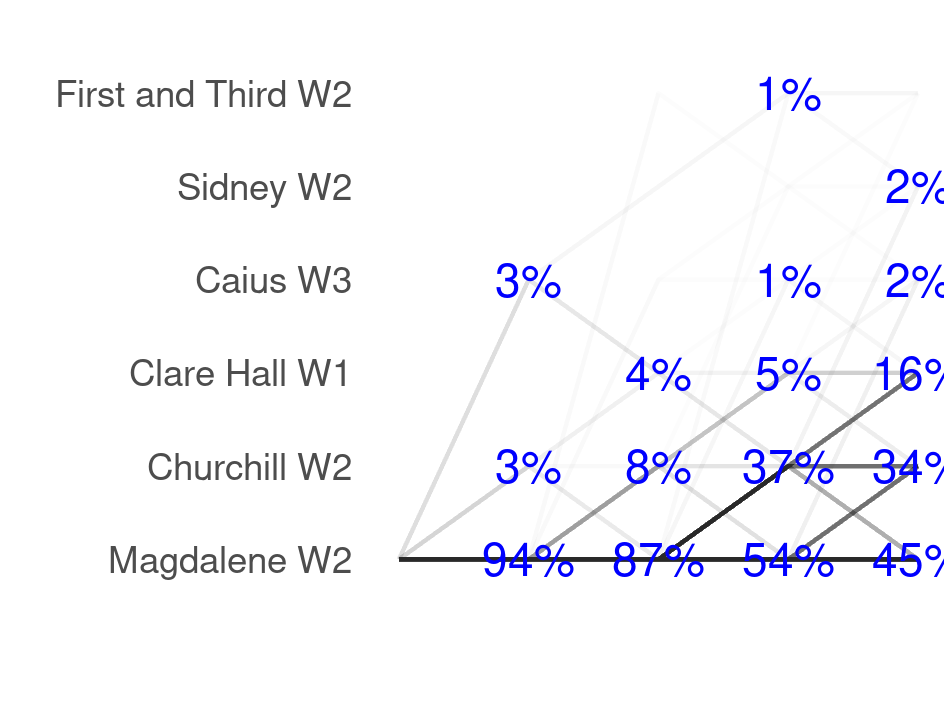 First and Third W2 1%
Sidney W2 2%
Caius W3 3% 1% 2%
Clare Hall W1 4% 5% 16%
Churchill W2 3% 8% 37% 34%
Magdalene W2 94% 87% 54% 45%